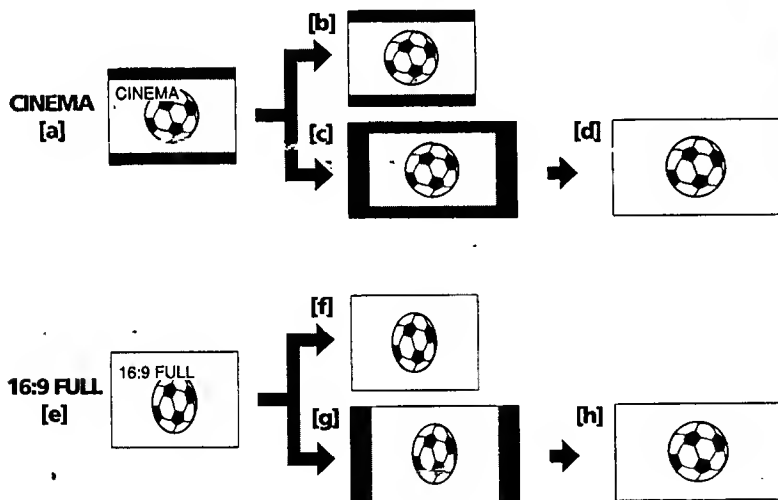 [b]
CINEMA
[a]
CINEMA
[c]
[d]
[f]
16:9 FULL
[e]
16:9 FULL
[g]
[h]